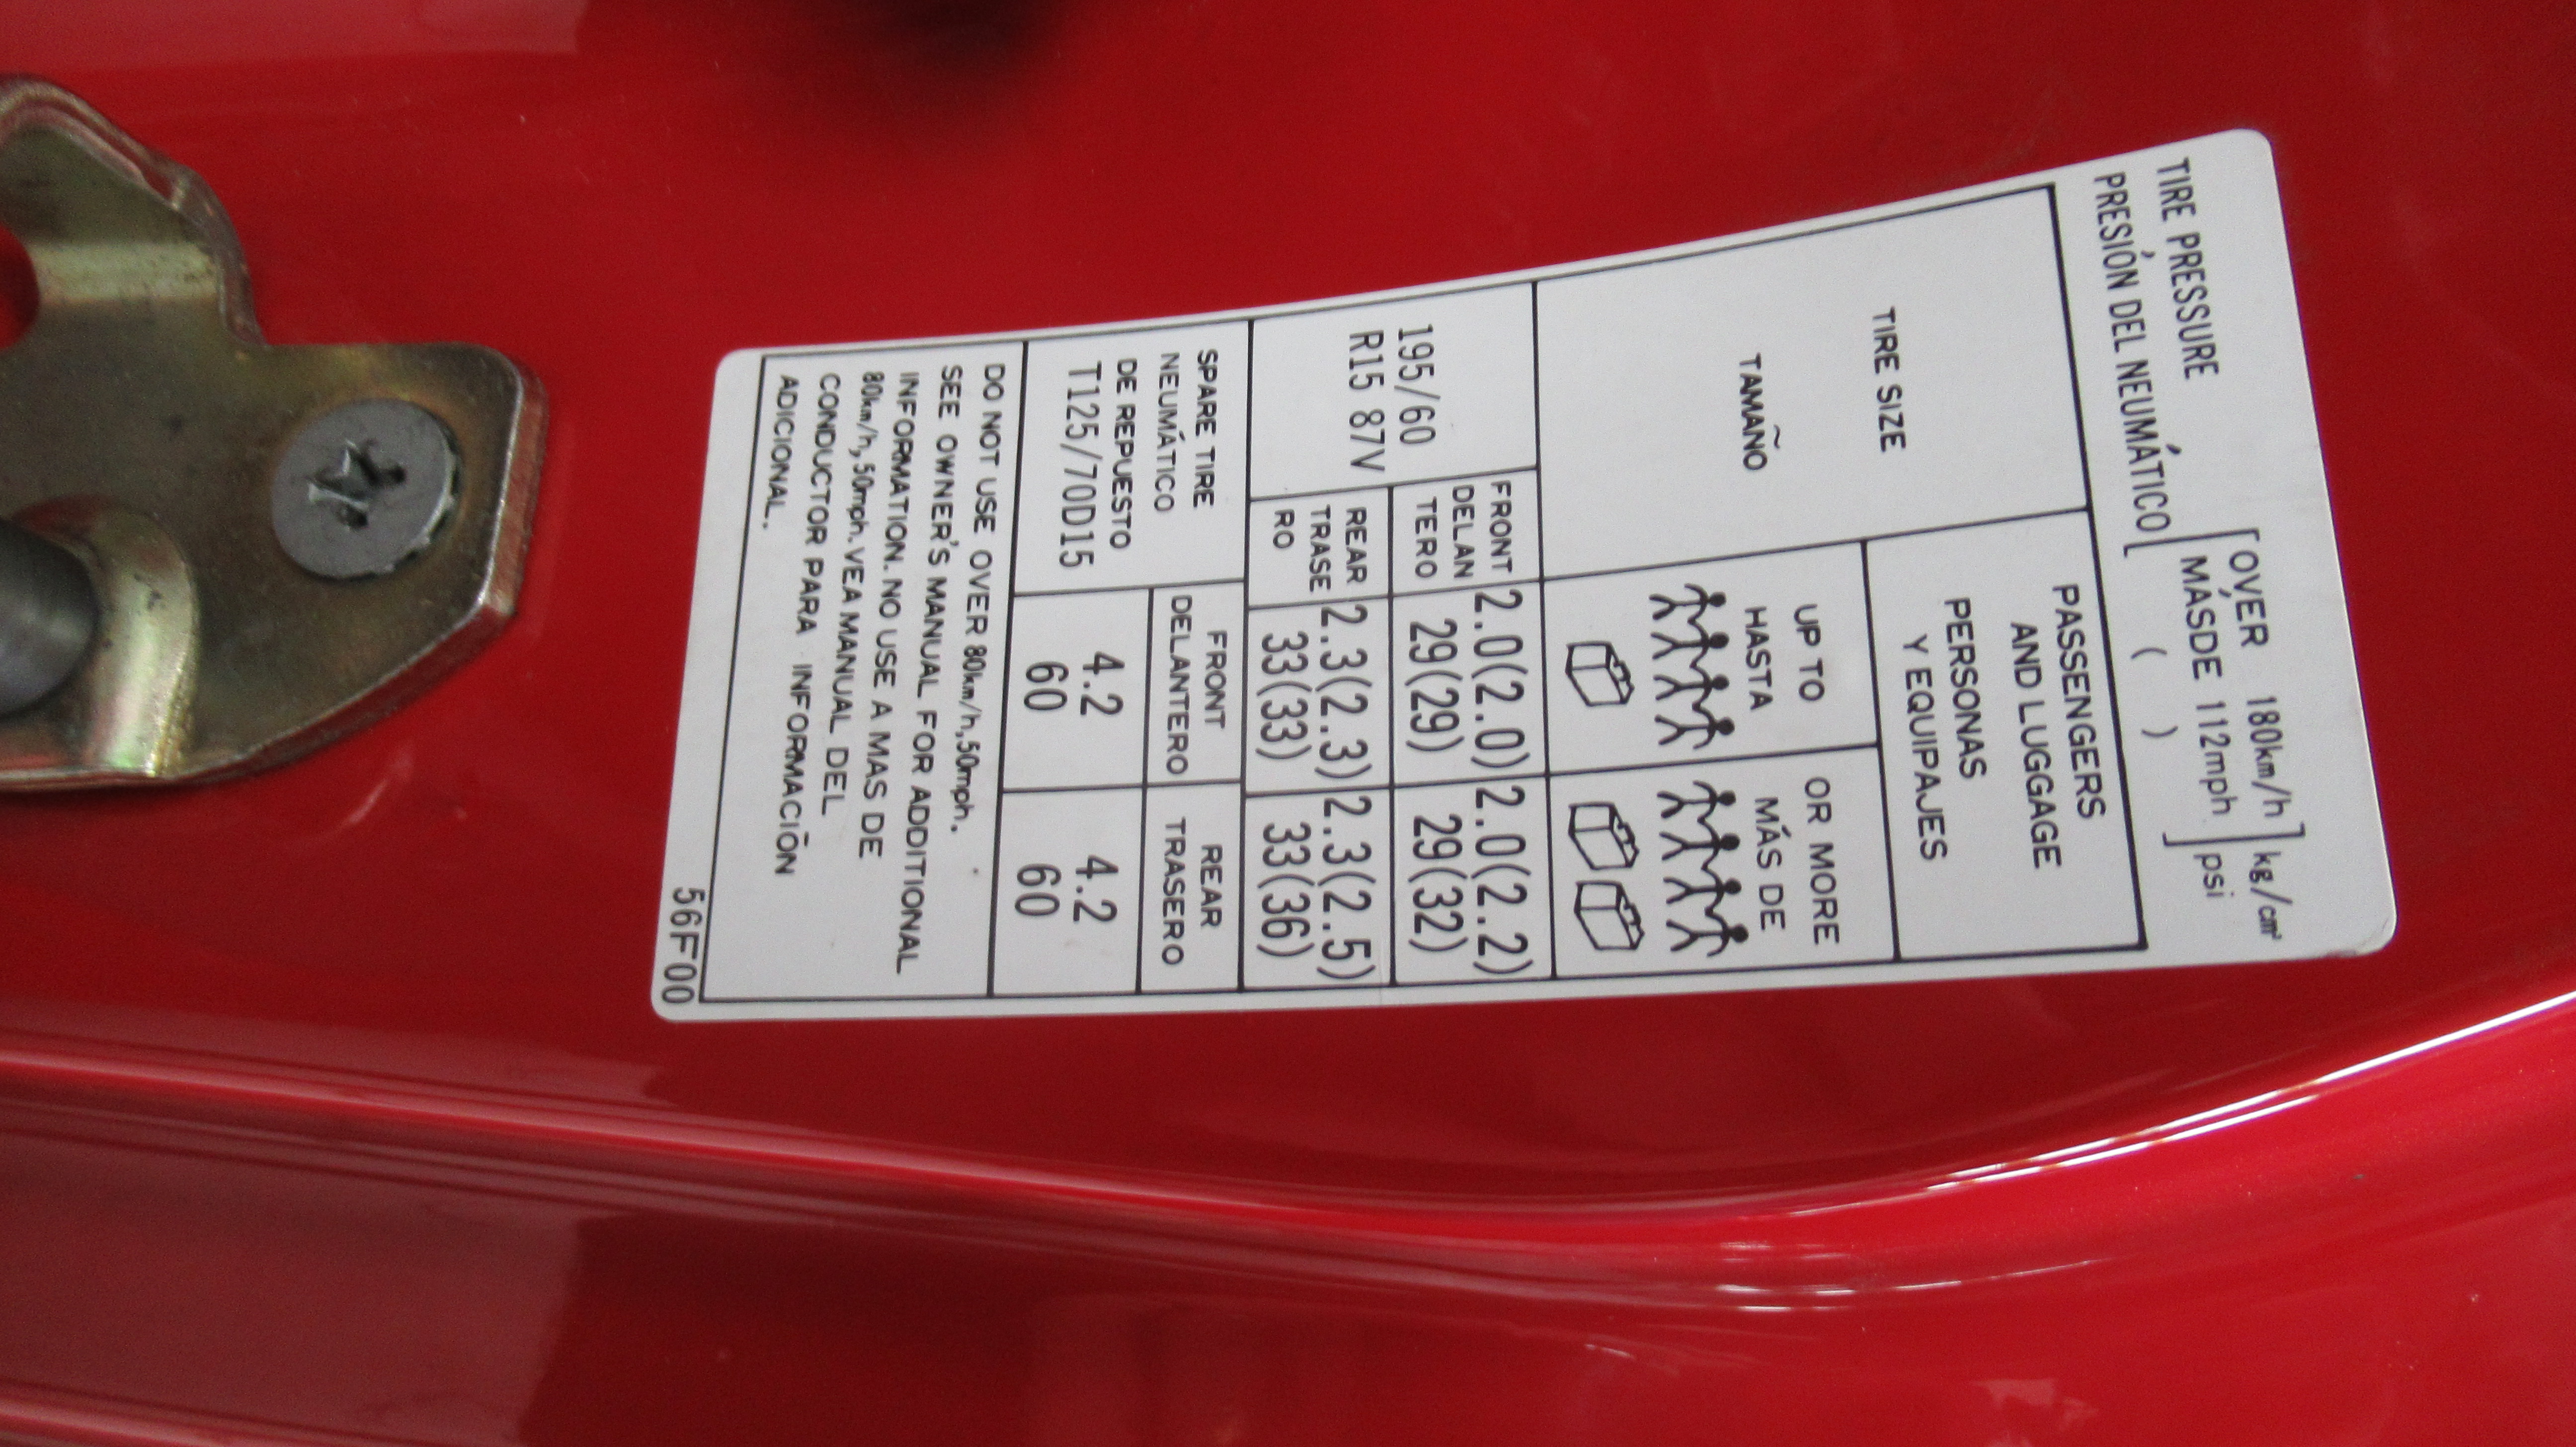 TIRE PRESSURE
PRESIÓN DEL NEUMÁTICO
OVER 180km/h
MÁSDE 112mph
( )
kg/cm²
psi
TIRE SIZE
TAMAÑO
PASSENGERS
AND LUGGAGE
PERSONAS
Y EQUIPAJES
UP TO
HASTA
OR MORE
MÁS DE
195/60
R15 87V
FRONT
DELAN
TERO
2.0(2.0)
29(29)
2.0(2.2)
29(32)
REAR
TRASE
RO
2.3(2.3)
33(33)
2.3(2.5)
33(36)
SPARE TIRE
NEUMÁTICO
DE REPUESTO
T125/70D15
FRONT
DELANTERO
REAR
TRASERO
4.2
60
4.2
60
DO NOT USE OVER 80km/h,50mph.
SEE OWNER'S MANUAL FOR ADDITIONAL
INFORMATION. NO USE A MAS DE
80km/h, 50mph. VEA MANUAL DEL
CONDUCTOR PARA INFORMACIÓN
ADICIONAL.
56F00